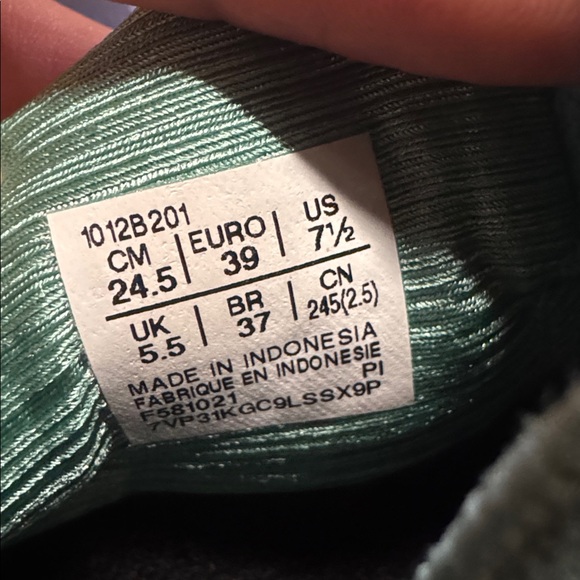 1012B201
CM | EURO | US
24.5 | 39 | 7½
UK | BR | CN
5.5 | 37 | 245(2.5)
MADE IN INDONESIA
FABRIQUE EN INDONESIE
F581021 PI
7VP31KGC9LSSX9P